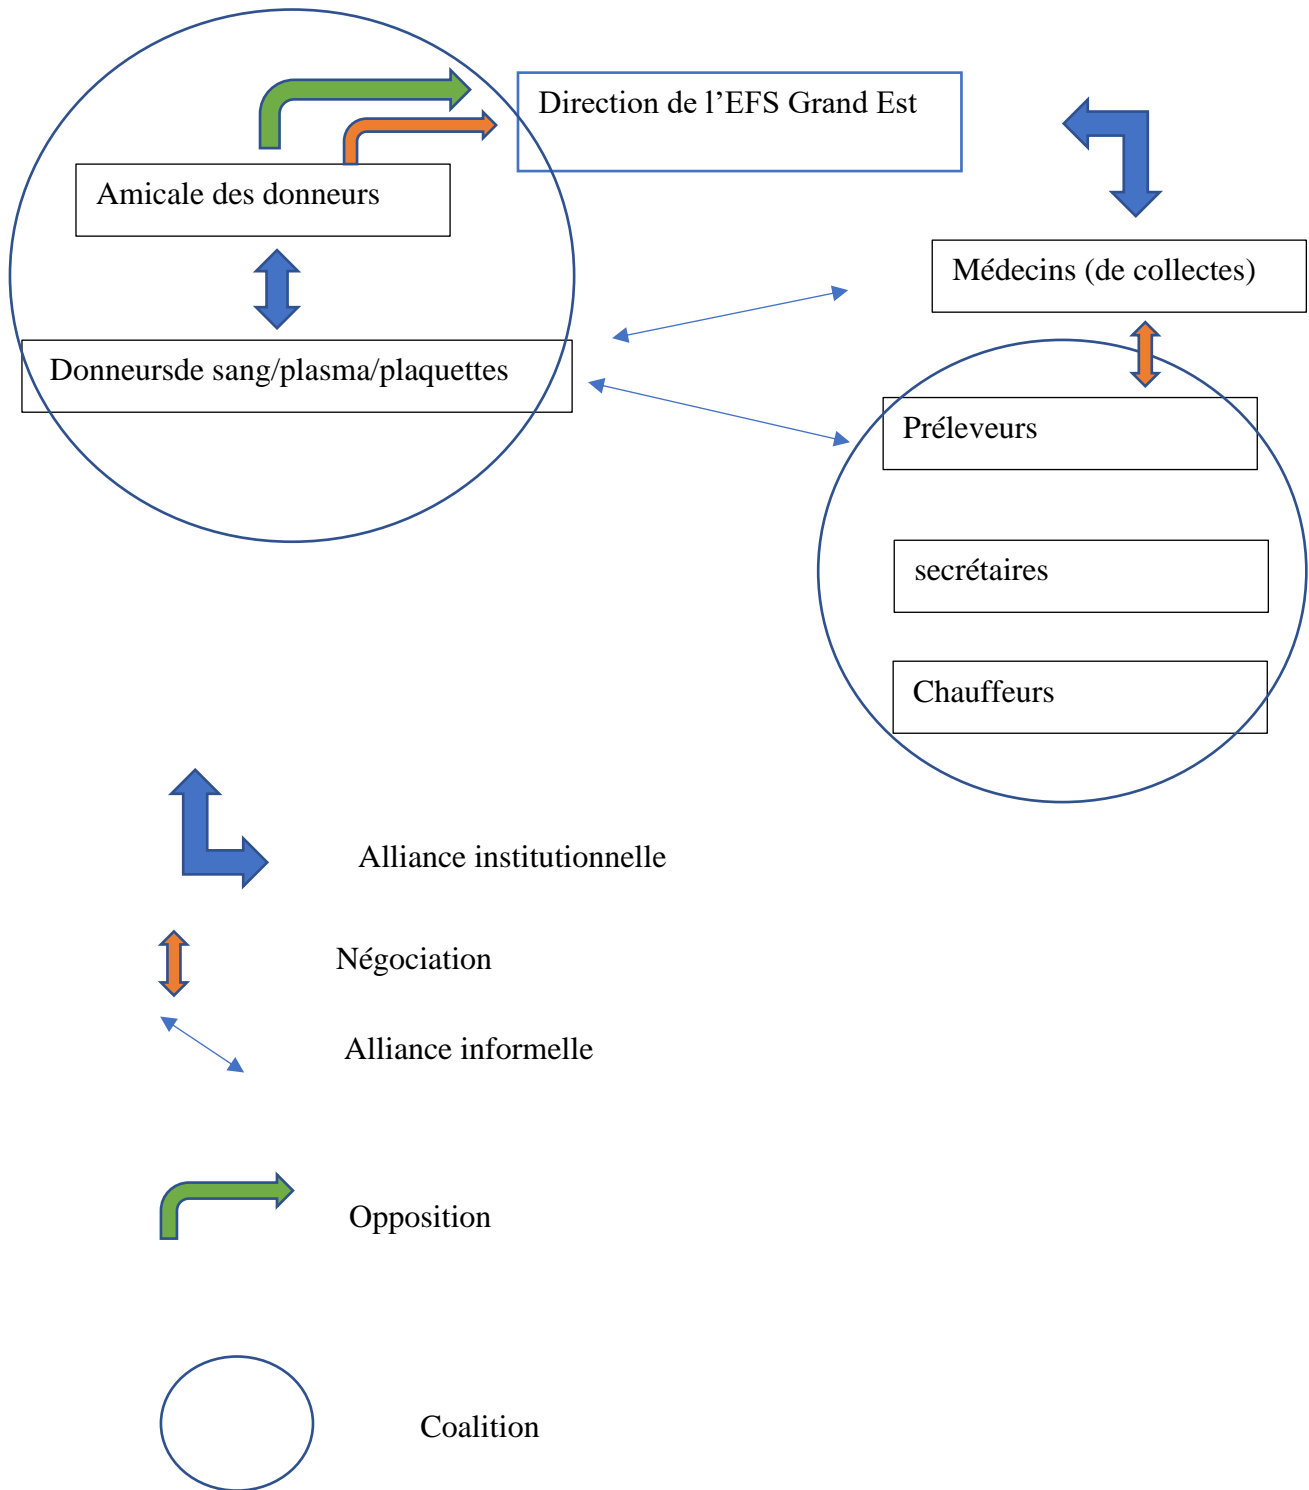 Direction de l’EFS Grand Est
Amicale des donneurs
Médecins (de collectes)
Donneursde sang/plasma/plaquettes
Préleveurs
secrétaires
Chauffeurs
Alliance institutionnelle
Négociation
Alliance informelle
Opposition
Coalition